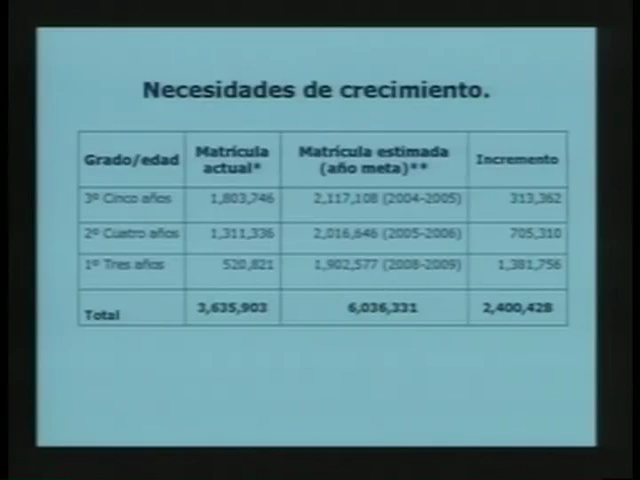 Necesidades de crecimiento.
Grado/edad Matrícula actual* Matrícula estimada (año meta)** Incremento
3º Cinco años 1,803,746 2,117,108 (2004-2005) 313,362
2º Cuatro años 1,311,336 2,016,646 (2005-2006) 705,310
1º Tres años 520,821 1,902,577 (2008-2009) 1,381,756
Total 3,635,903 6,036,331 2,400,428